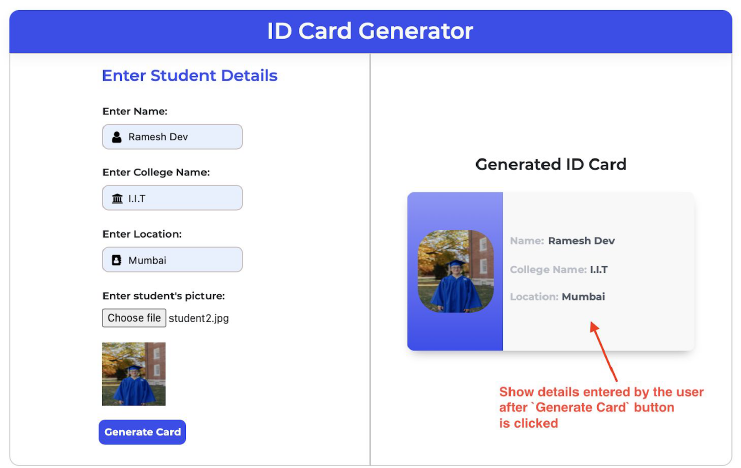 ID Card Generator
Enter Student Details
Enter Name:
Ramesh Dev
Enter College Name:
I.I.T
Enter Location:
Mumbai
Enter student's picture:
Choose file student2.jpg
Generate Card
Generated ID Card
Name: Ramesh Dev
College Name: I.I.T
Location: Mumbai
Show details entered by the user
after `Generate Card` button
is clicked